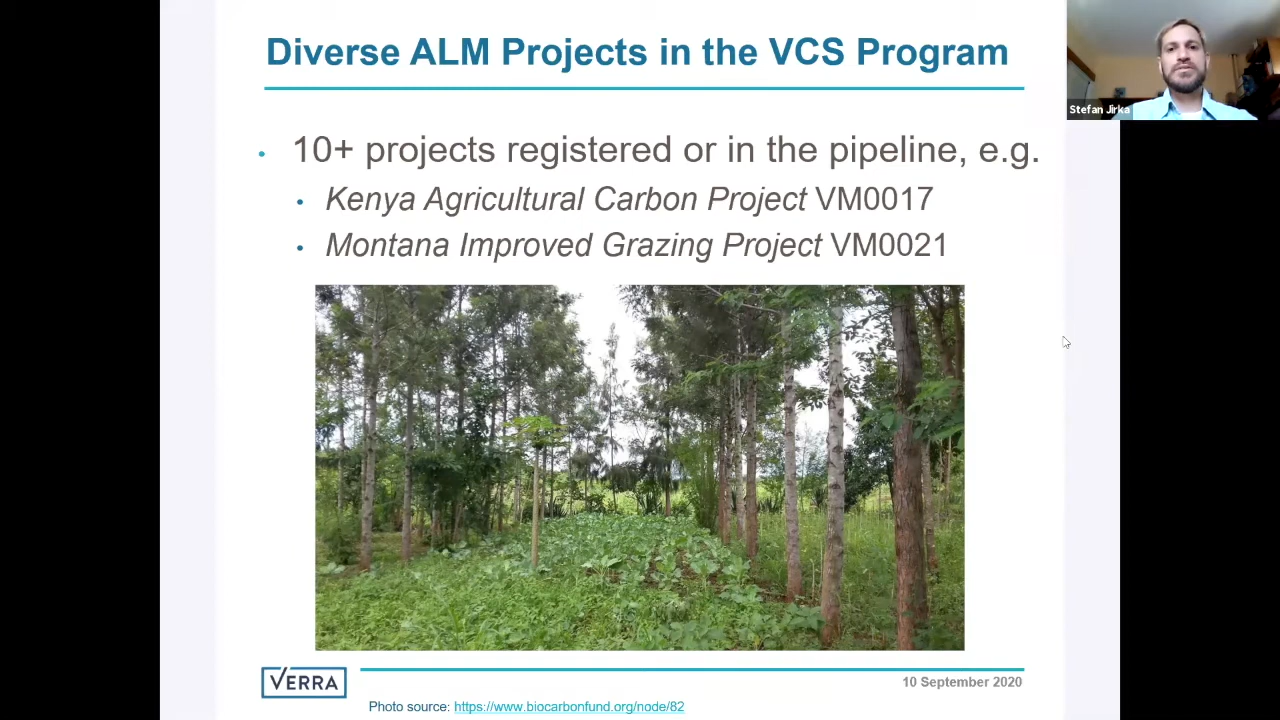 Diverse ALM Projects in the VCS Program
Stefan Jirka
• 10+ projects registered or in the pipeline, e.g.
• Kenya Agricultural Carbon Project VM0017
• Montana Improved Grazing Project VM0021
VERRA
10 September 2020
Photo source: https://www.biocarbonfund.org/node/82